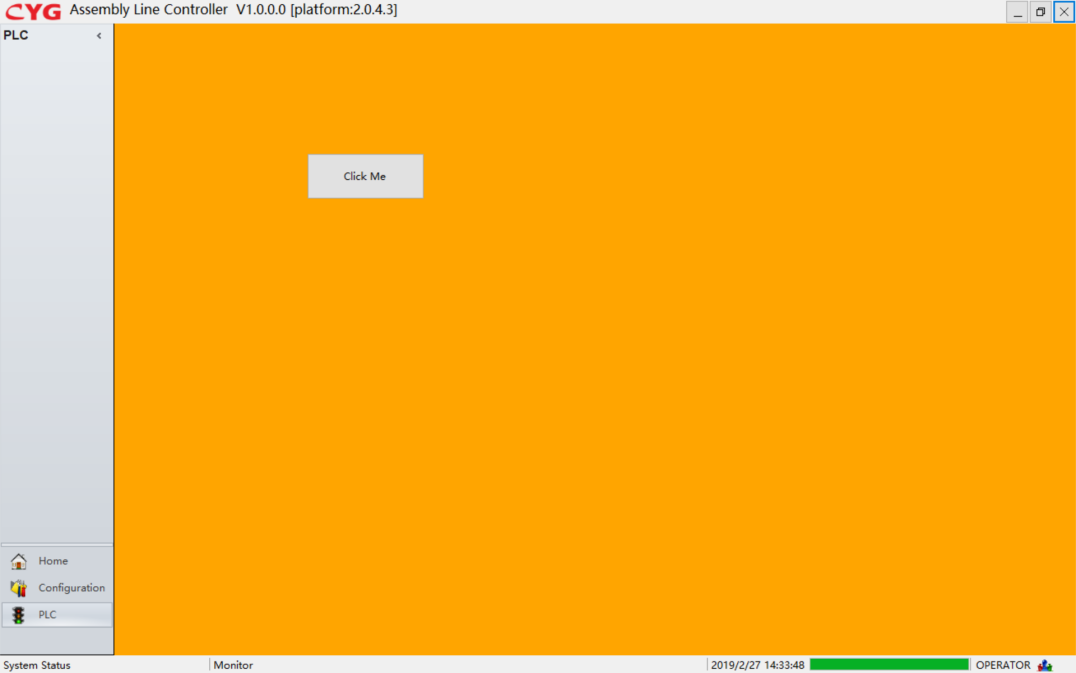 CYG Assembly Line Controller V1.0.0.0 [platform:2.0.4.3]
PLC
Click Me
Home
Configuration
PLC
System Status
Monitor
2019/2/27 14:33:48
OPERATOR